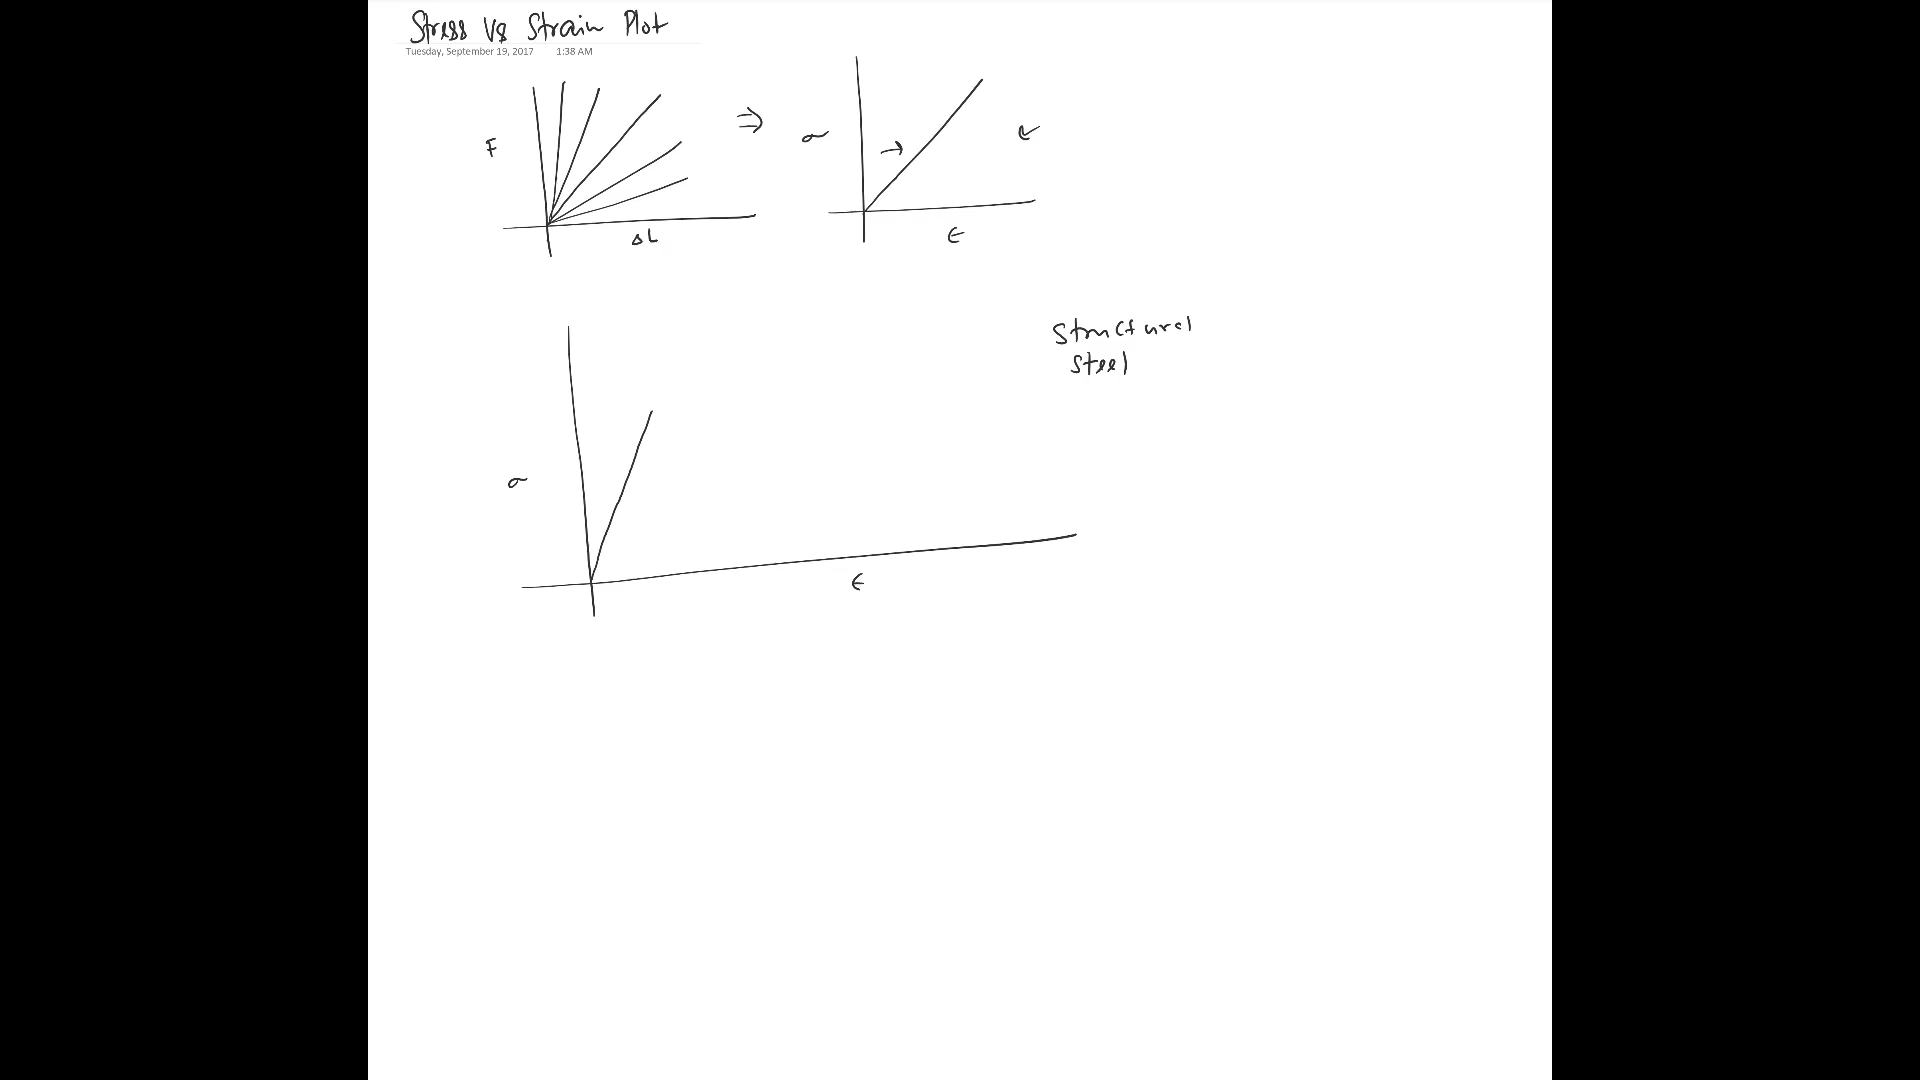 Stress Vs Strain Plot
Tuesday, September 19, 2017 1:38 AM
F
ΔL
⇒
σ
→
ϵ
Structural
Steel
σ
ϵ